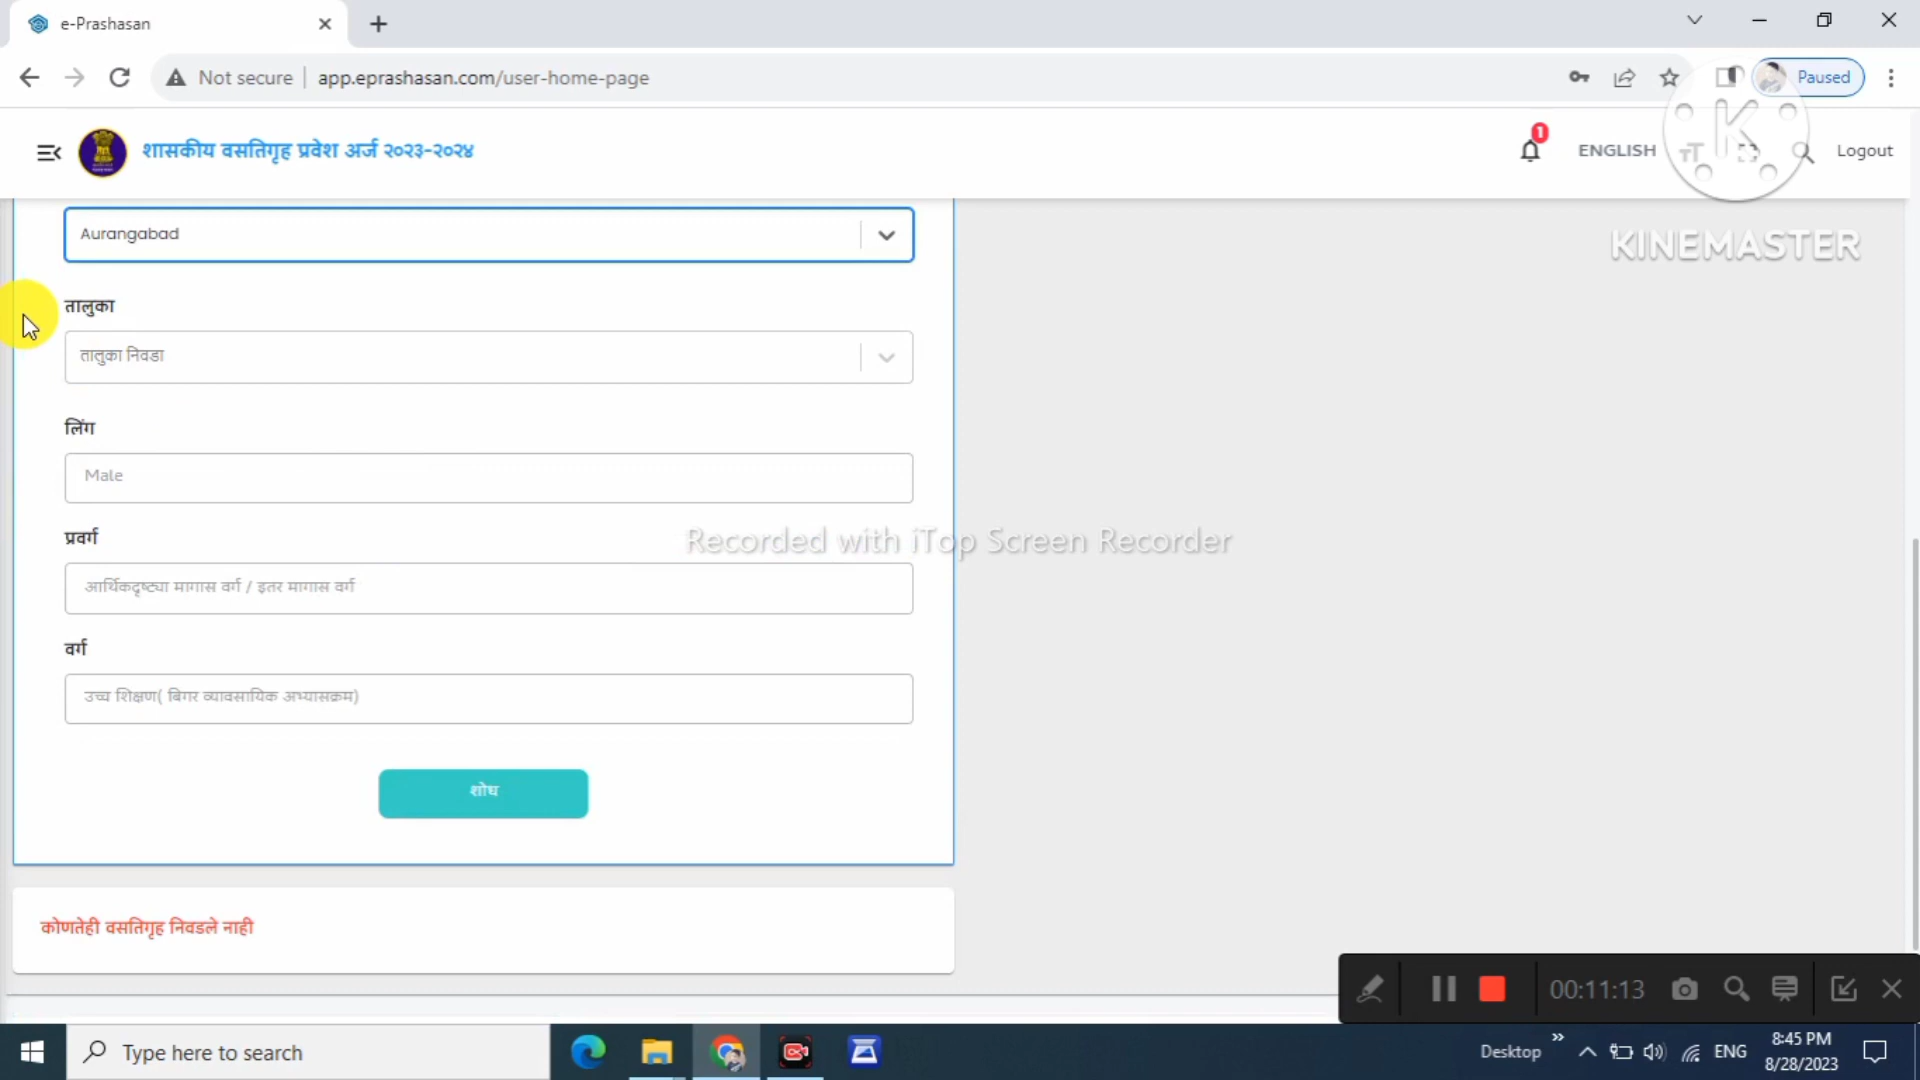 e-Prashasan
Not secure app.eprashasan.com/user-home-page Paused
शासकीय वसतिगृह प्रवेश अर्ज २०२३-२०२४
1
ENGLISH
Logout
K
KINEMASTER
Aurangabad
तालुका
तालुका निवडा
लिंग
Male
प्रवर्ग
Recorded with iTop Screen Recorder
आर्थिकदृष्ट्या मागास वर्ग / इतर मागास वर्ग
वर्ग
उच्च शिक्षण( बिगर व्यावसायिक अभ्यासक्रम)
शोध
कोणतेही वसतिगृह निवडले नाही
00:11:13
Type here to search
Desktop
ENG
8:45 PM
8/28/2023